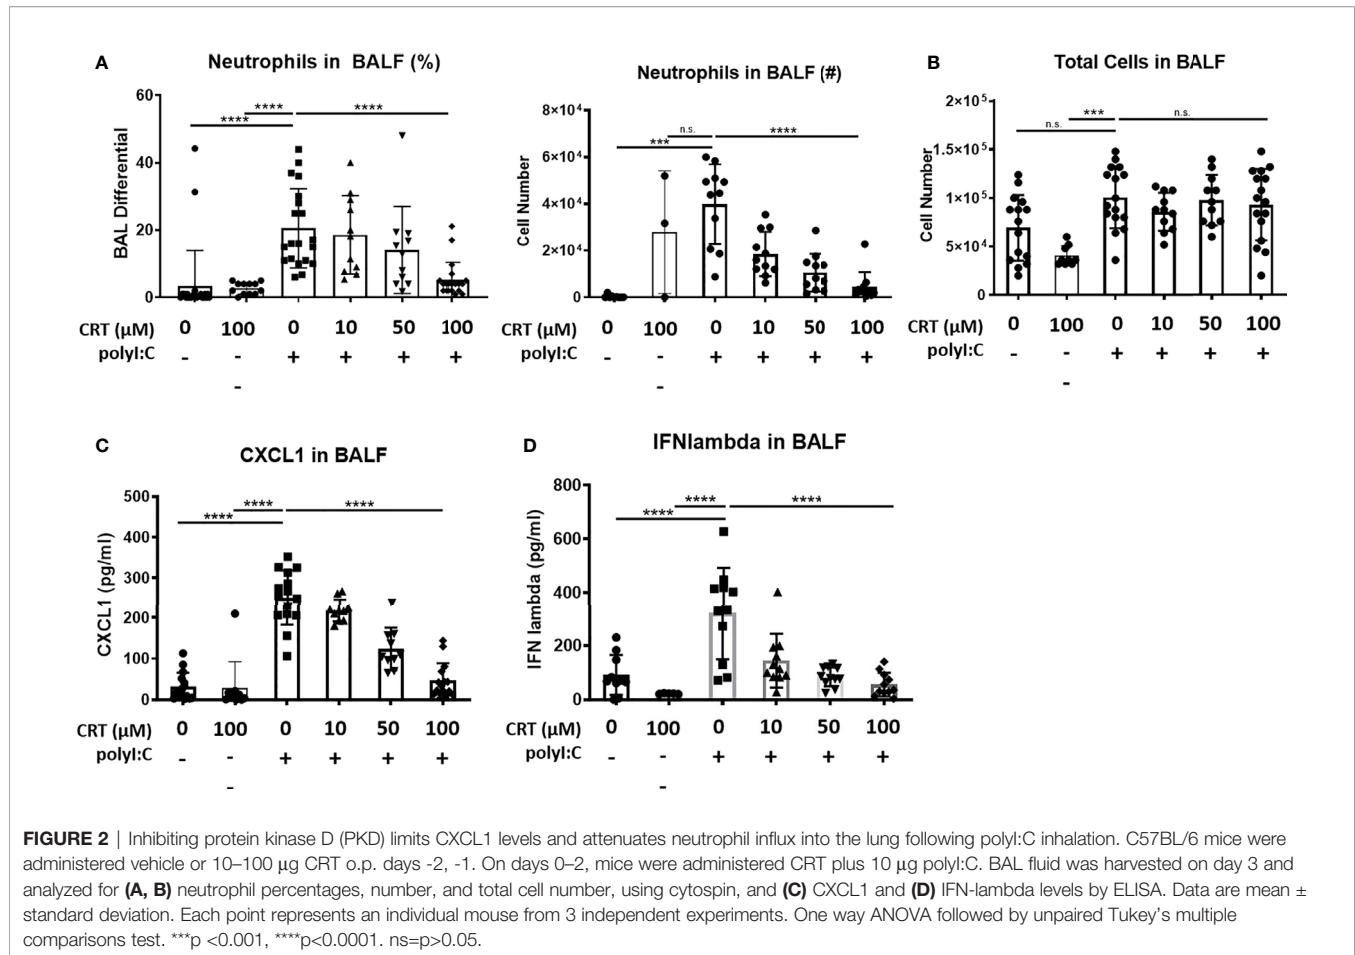 A
Neutrophils in BALF (%)
60
40
20
0
BAL Differential
****
****
****
CRT (µM) 0 100 0 10 50 100
polyI:C - - + + + +
-
Neutrophils in BALF (#)
8×10⁴
6×10⁴
4×10⁴
2×10⁴
0
Cell Number
n.s.
***
****
CRT (µM) 0 100 0 10 50 100
polyI:C - - + + + +
-
B
Total Cells in BALF
2×10⁵
1.5×10⁵
1×10⁵
5×10⁴
0
Cell Number
n.s.
***
n.s.
CRT (µM) 0 100 0 10 50 100
polyI:C - - + + + +
-
C
CXCL1 in BALF
500
400
300
200
100
0
CXCL1 (pg/ml)
****
****
****
CRT (µM) 0 100 0 10 50 100
polyI:C - - + + + +
-
D
IFNlambda in BALF
800
600
400
200
0
IFN lambda (pg/ml)
****
****
****
CRT (µM) 0 100 0 10 50 100
polyI:C - - + + + +
-
FIGURE 2 | Inhibiting protein kinase D (PKD) limits CXCL1 levels and attenuates neutrophil influx into the lung following polyI:C inhalation. C57BL/6 mice were
administered vehicle or 10–100 µg CRT o.p. days -2, -1. On days 0–2, mice were administered CRT plus 10 µg polyI:C. BAL fluid was harvested on day 3 and
analyzed for (A, B) neutrophil percentages, number, and total cell number, using cytospin, and (C) CXCL1 and (D) IFN-lambda levels by ELISA. Data are mean ±
standard deviation. Each point represents an individual mouse from 3 independent experiments. One way ANOVA followed by unpaired Tukey's multiple
comparisons test. ***p <0.001, ****p<0.0001. ns=p>0.05.